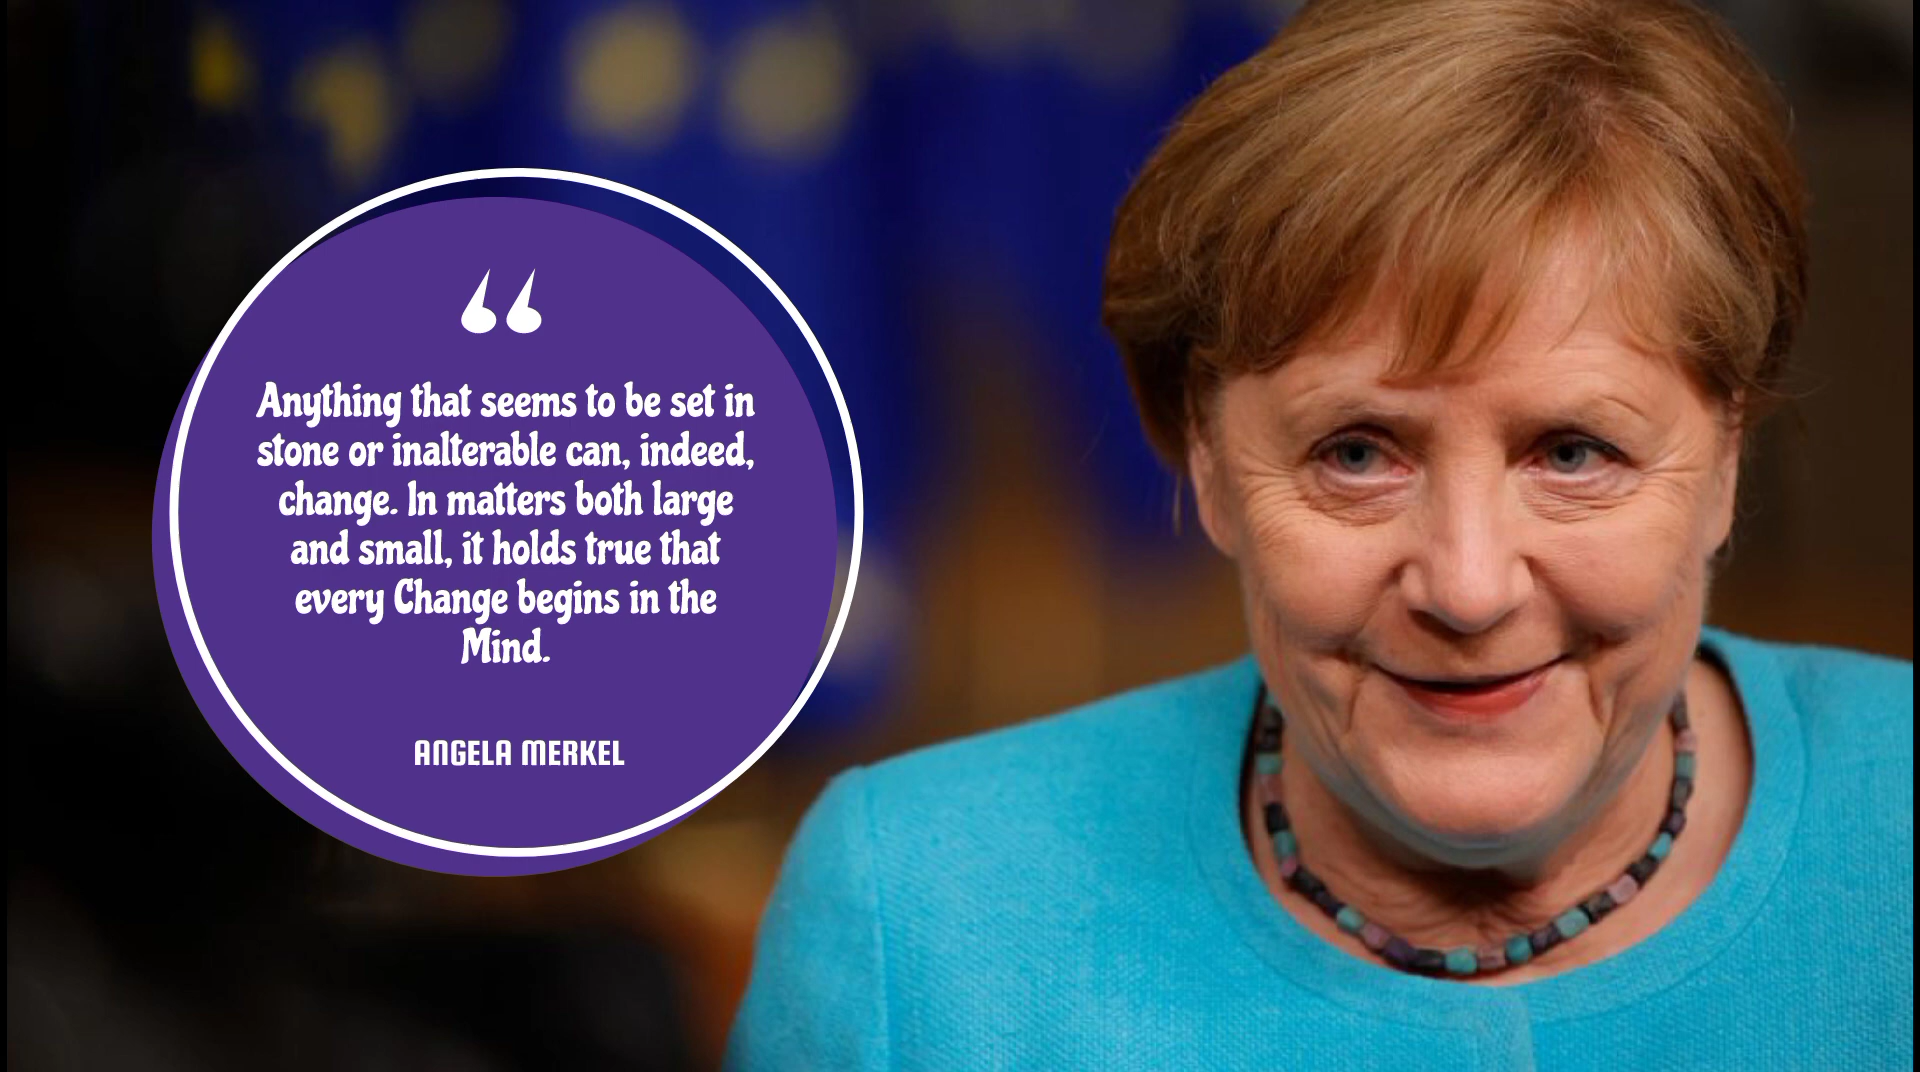 “
Anything that seems to be set in
stone or inalterable can, indeed,
change. In matters both large
and small, it holds true that
every Change begins in the
Mind.
ANGELA MERKEL